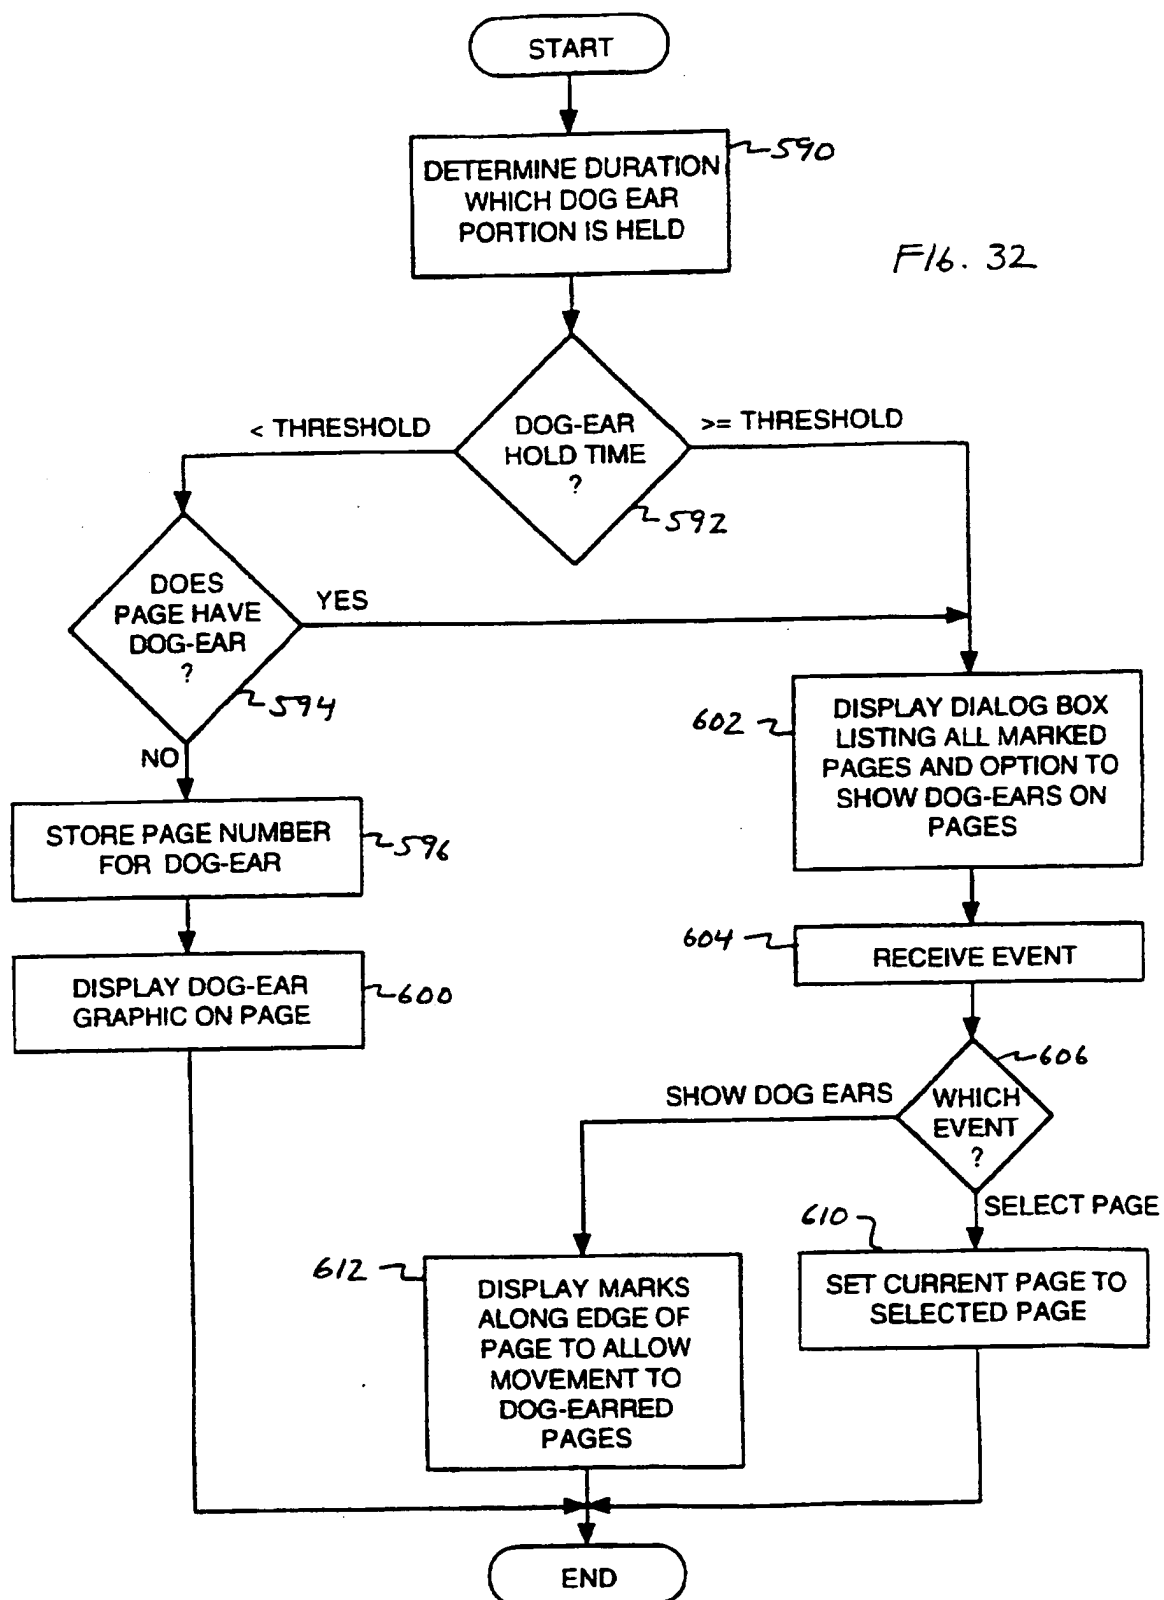 START
DETERMINE DURATION
WHICH DOG EAR
PORTION IS HELD
590
FIG. 32
< THRESHOLD
DOG-EAR
HOLD TIME
?
>= THRESHOLD
592
DOES
PAGE HAVE
DOG-EAR
?
YES
594
NO
602
DISPLAY DIALOG BOX
LISTING ALL MARKED
PAGES AND OPTION TO
SHOW DOG-EARS ON
PAGES
STORE PAGE NUMBER
FOR DOG-EAR
596
604
RECEIVE EVENT
DISPLAY DOG-EAR
GRAPHIC ON PAGE
600
606
SHOW DOG EARS
WHICH
EVENT
?
SELECT PAGE
610
612
DISPLAY MARKS
ALONG EDGE OF
PAGE TO ALLOW
MOVEMENT TO
DOG-EARRED
PAGES
SET CURRENT PAGE TO
SELECTED PAGE
END